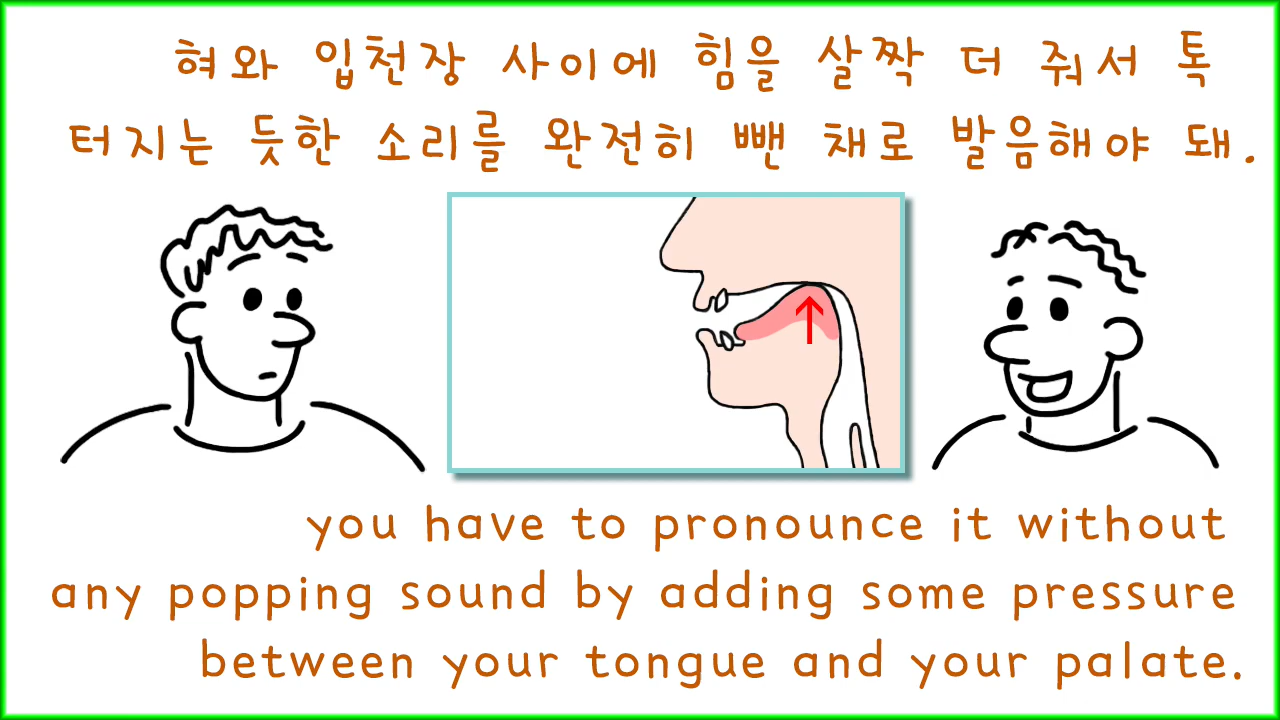 혀와 입천장 사이에 힘을 살짝 더 줘서 톡
터지는 듯한 소리를 완전히 뺀 채로 발음해야 돼.
you have to pronounce it without
any popping sound by adding some pressure
between your tongue and your palate.